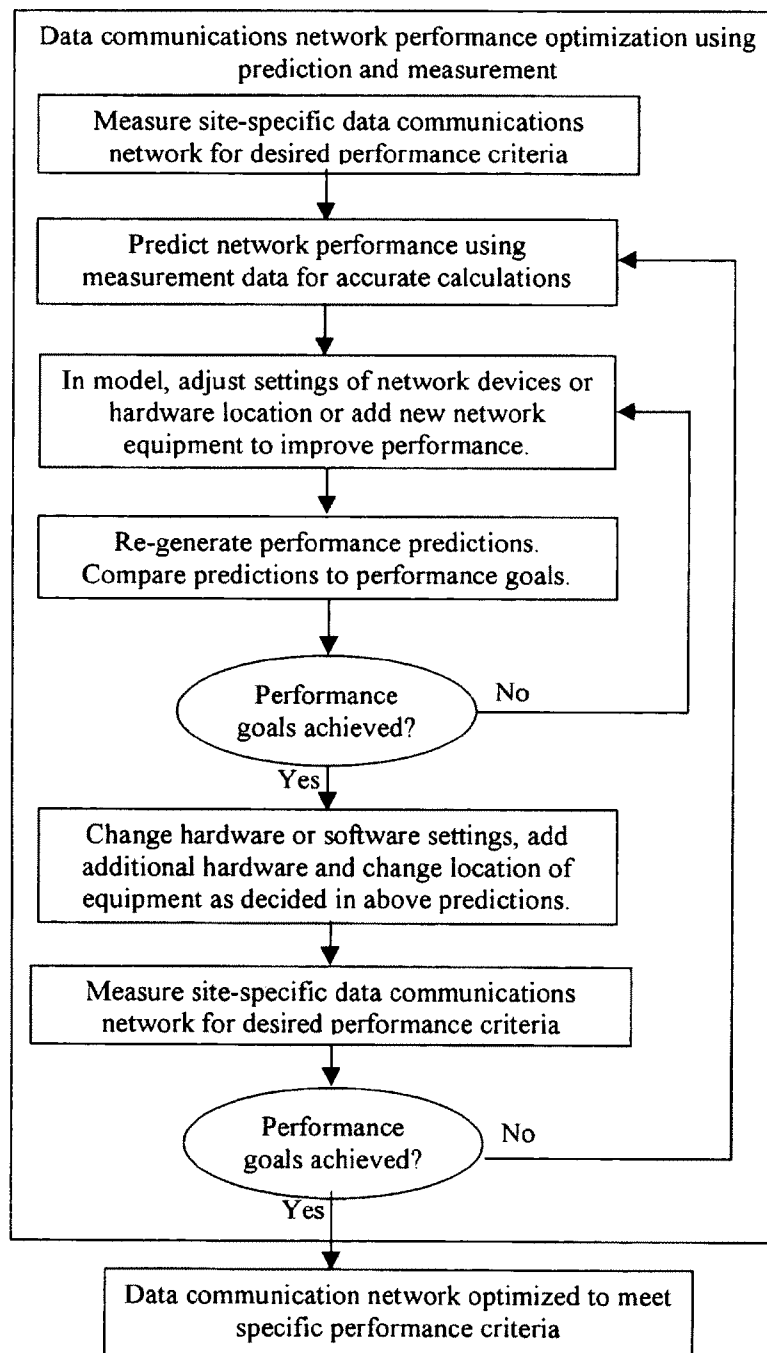 Data communications network performance optimization using
prediction and measurement
Measure site-specific data communications
network for desired performance criteria
Predict network performance using
measurement data for accurate calculations
In model, adjust settings of network devices or
hardware location or add new network
equipment to improve performance.
Re-generate performance predictions.
Compare predictions to performance goals.
Performance
goals achieved?
No
Yes
Change hardware or software settings, add
additional hardware and change location of
equipment as decided in above predictions.
Measure site-specific data communications
network for desired performance criteria
Performance
goals achieved?
No
Yes
Data communication network optimized to meet
specific performance criteria